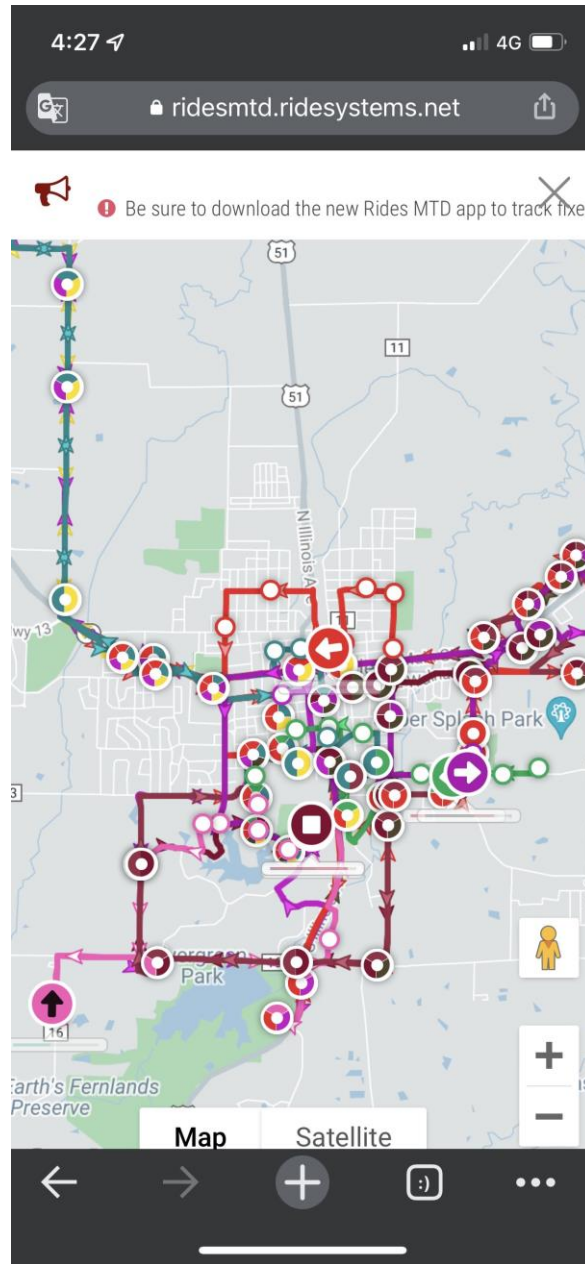 4:27
4G
ridesmtd.ridesystems.net
Be sure to download the new Rides MTD app to track fixe
51
11
51
N Illinois A
wy 13
er Splash Park
3
Park
16
Earth's Fernlands
Preserve
+
−
Map
Satellite
:)